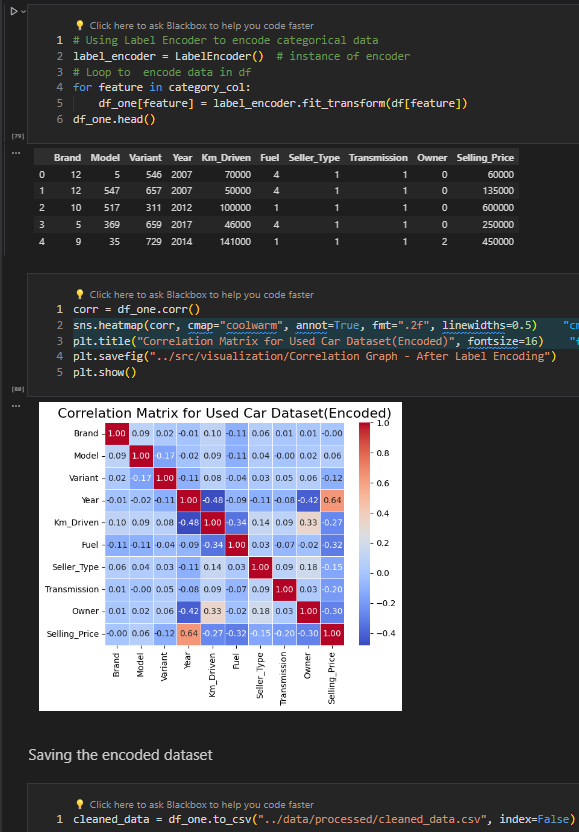 Click here to ask Blackbox to help you code faster
1 # Using Label Encoder to encode categorical data
2 label_encoder = LabelEncoder()  # instance of encoder
3 # Loop to  encode data in df
4 for feature in category_col:
5     df_one[feature] = label_encoder.fit_transform(df[feature])
6 df_one.head()
[79]
Brand Model Variant Year Km_Driven Fuel Seller_Type Transmission Owner Selling_Price
0 12 5 546 2007 70000 4 1 1 0 60000
1 12 547 657 2007 50000 4 1 1 0 135000
2 10 517 311 2012 100000 1 1 1 0 600000
3 5 369 659 2017 46000 4 1 1 0 250000
4 9 35 729 2014 141000 1 1 1 2 450000
Click here to ask Blackbox to help you code faster
1 corr = df_one.corr()
2 sns.heatmap(corr, cmap="coolwarm", annot=True, fmt=".2f", linewidths=0.5) "cm
3 plt.title("Correlation Matrix for Used Car Dataset(Encoded)", fontsize=16)
4 plt.savefig("../src/visualization/Correlation Graph - After Label Encoding")
5 plt.show()
[80]
Correlation Matrix for Used Car Dataset(Encoded)
Brand 1.00 0.09 0.02 -0.01 0.10 -0.11 0.06 0.01 0.01 -0.00
Model 0.09 1.00 -0.17 -0.02 0.09 -0.11 0.04 -0.00 0.02 0.06
Variant 0.02 -0.17 1.00 -0.11 0.08 -0.04 0.03 0.05 0.06 -0.12
Year -0.01 -0.02 -0.11 1.00 -0.48 -0.09 -0.11 -0.08 -0.42 0.64
Km_Driven 0.10 0.09 0.08 -0.48 1.00 -0.34 0.14 0.09 0.33 -0.27
Fuel -0.11 -0.11 -0.04 -0.09 -0.34 1.00 0.03 -0.07 -0.02 -0.32
Seller_Type 0.06 0.04 0.03 -0.11 0.14 0.03 1.00 0.09 0.18 -0.15
Transmission 0.01 -0.00 0.05 -0.08 0.09 -0.07 0.09 1.00 0.03 -0.20
Owner 0.01 0.02 0.06 -0.42 0.33 -0.02 0.18 0.03 1.00 -0.30
Selling_Price -0.00 0.06 -0.12 0.64 -0.27 -0.32 -0.15 -0.20 -0.30 1.00
Brand Model Variant Year Km_Driven Fuel Seller_Type Transmission Owner Selling_Price
1.0
0.8
0.6
0.4
0.2
0.0
-0.2
-0.4
Saving the encoded dataset
Click here to ask Blackbox to help you code faster
1 cleaned_data = df_one.to_csv("../data/processed/cleaned_data.csv", index=False)